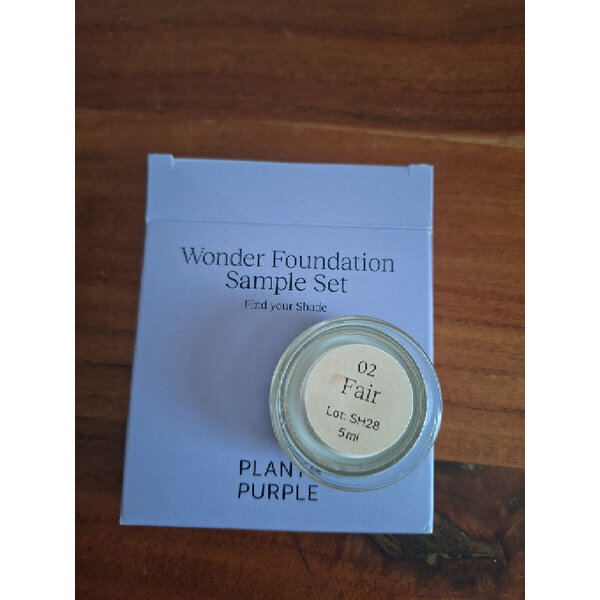 Wonder Foundation
Sample Set
Find your Shade
02
Fair
Lot: SH28
5ml
PLANT
PURPLE